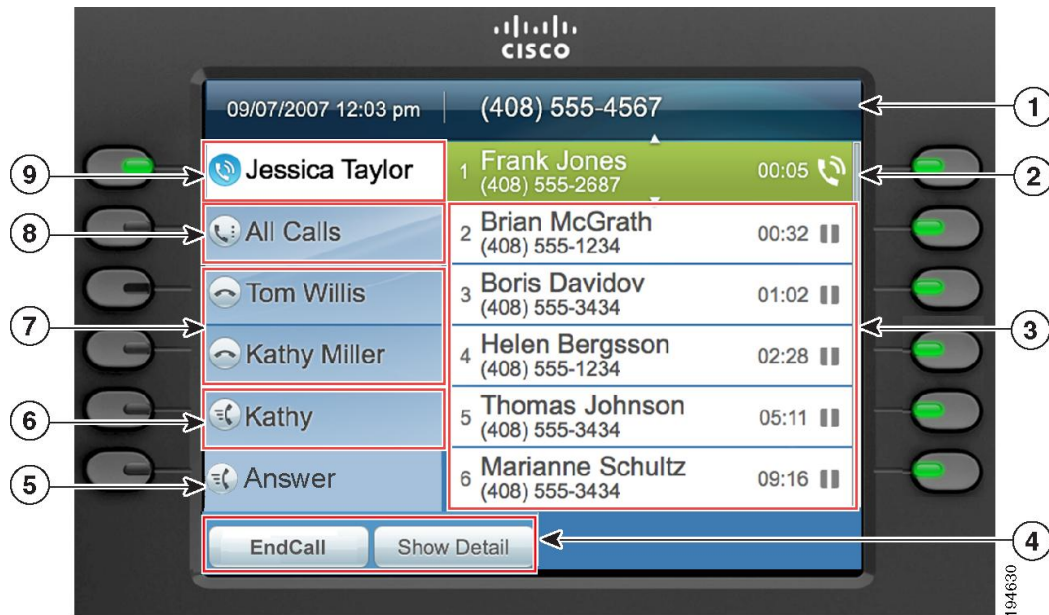 CISCO
09/07/2007 12:03 pm (408) 555-4567
1
9
Jessica Taylor
1 Frank Jones 00:05
(408) 555-2687
2
8
All Calls
2 Brian McGrath 00:32
(408) 555-1234
Tom Willis
3 Boris Davidov 01:02
(408) 555-3434
7
3
Kathy Miller
4 Helen Bergsson 02:28
(408) 555-1234
6
Kathy
5 Thomas Johnson 05:11
(408) 555-3434
5
Answer
6 Marianne Schultz 09:16
(408) 555-3434
EndCall Show Detail
4
194630